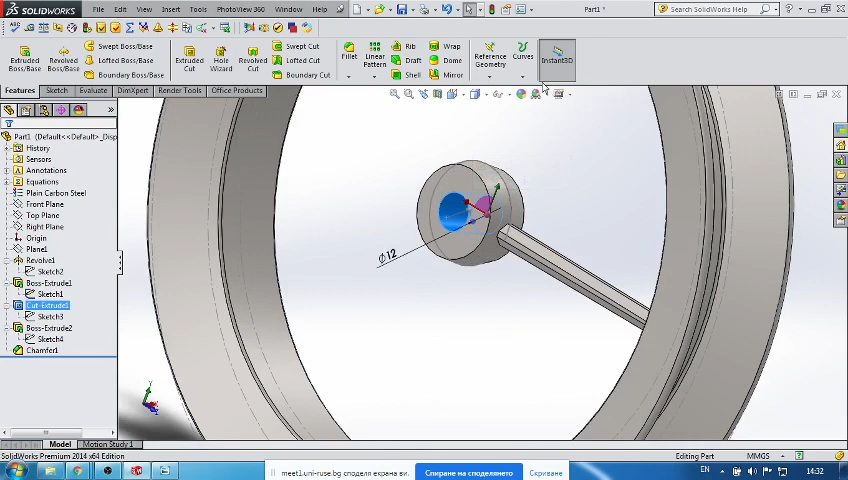 SOLIDWORKS File Edit View Insert Tools PhotoView 360 Window Help Part1 * Search SolidWorks Help
Extruded Boss/Base
Revolved Boss/Base
Swept Boss/Base
Lofted Boss/Base
Boundary Boss/Base
Extruded Cut
Hole Wizard
Revolved Cut
Swept Cut
Lofted Cut
Boundary Cut
Fillet
Linear Pattern
Rib
Draft
Shell
Wrap
Dome
Mirror
Reference Geometry
Curves
Instant3D
Features Sketch Evaluate DimXpert Render Tools Office Products
Part1 (Default<<Default>_Disp
History
Sensors
Annotations
Equations
Plain Carbon Steel
Front Plane
Top Plane
Right Plane
Origin
Plane1
Revolve1
Sketch2
Boss-Extrude1
Sketch1
Cut-Extrude1
Sketch3
Boss-Extrude2
Sketch4
Chamfer1
Ø12
Model Motion Study 1
SolidWorks Premium 2014 x64 Edition Editing Part MMGS
meet1.uni-ruse.bg споделя екрана ви. Спиране на споделянето Скриване EN 14:32